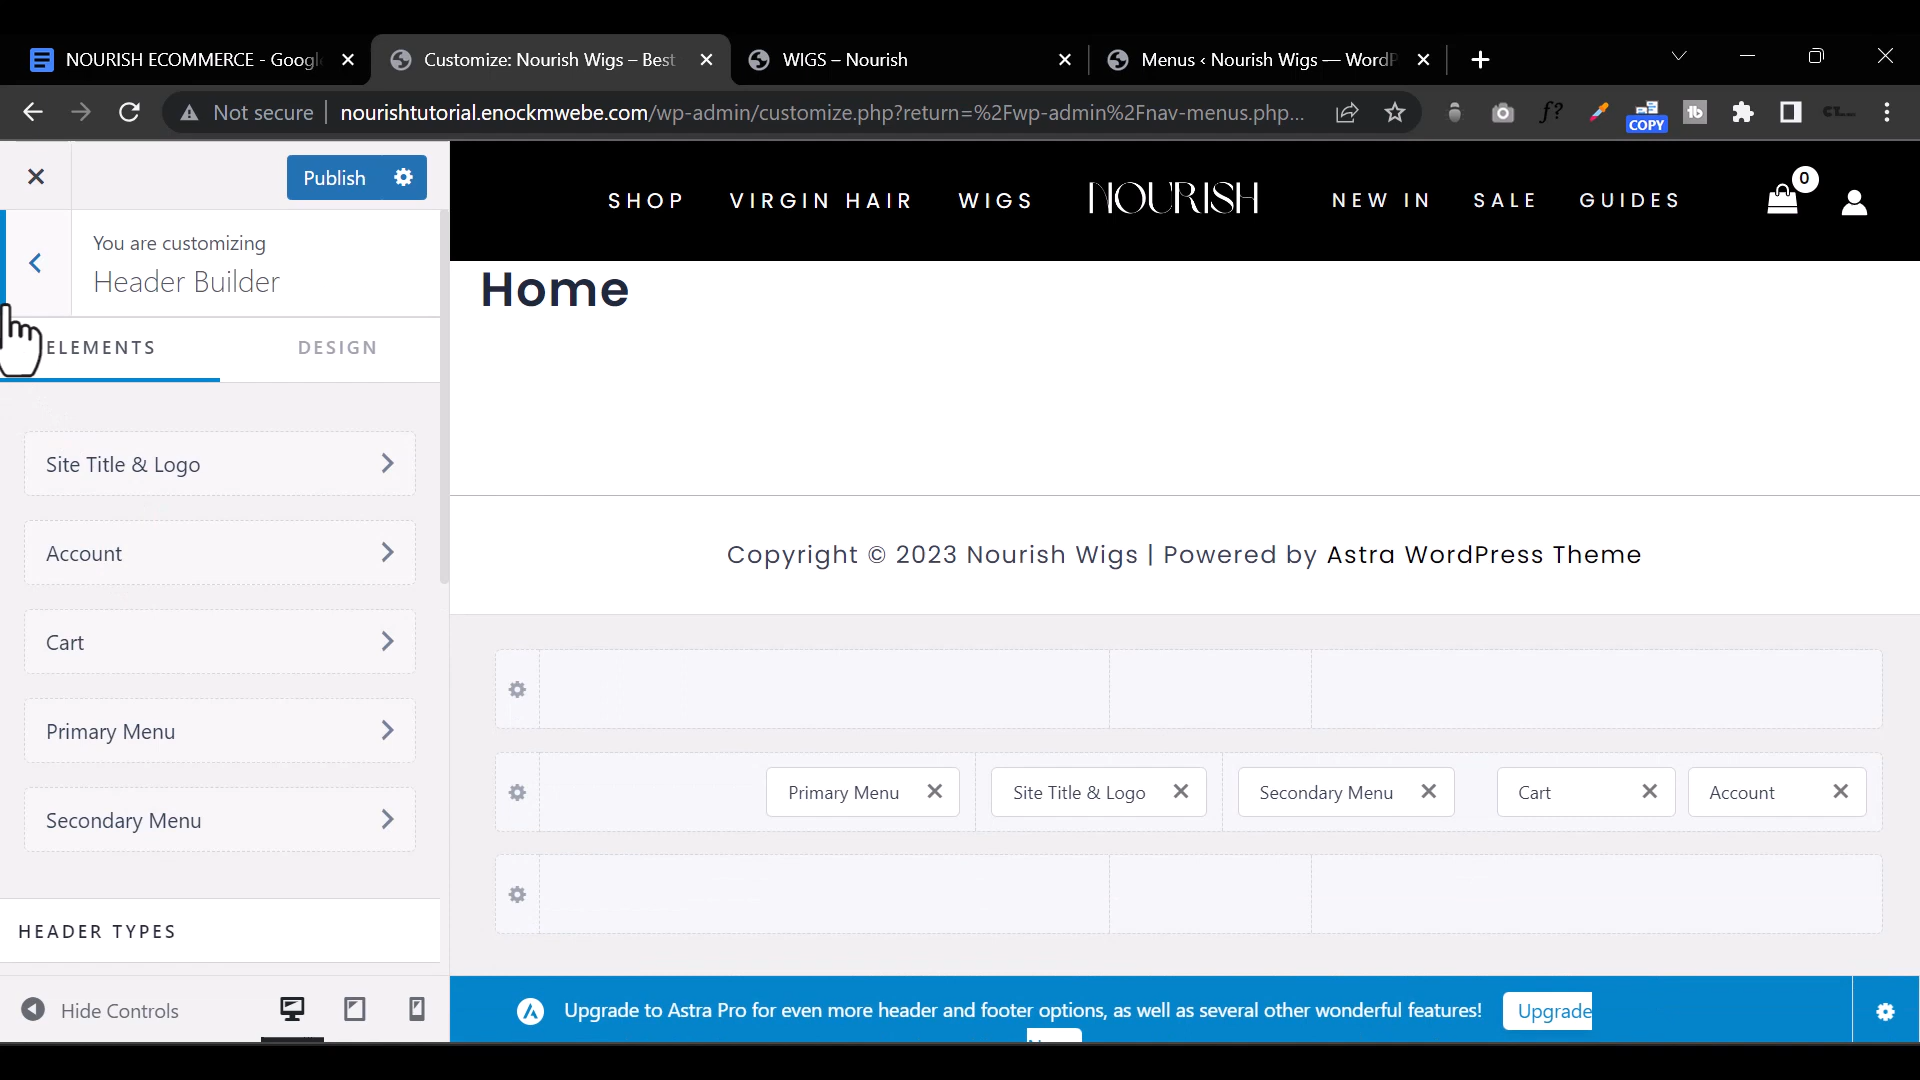 NOURISH ECOMMERCE - Googl
Customize: Nourish Wigs – Best
WIGS – Nourish
Menus ‹ Nourish Wigs — WordP
Not secure
nourishtutorial.enockmwebe.com/wp-admin/customize.php?return=%2Fwp-admin%2Fnav-menus.php...
f?
COPY
tb
Publish
You are customizing
Header Builder
ELEMENTS
DESIGN
Site Title & Logo
Account
Cart
Primary Menu
Secondary Menu
HEADER TYPES
Hide Controls
SHOP
VIRGIN HAIR
WIGS
NOURISH
NEW IN
SALE
GUIDES
0
Home
Copyright © 2023 Nourish Wigs | Powered by Astra WordPress Theme
Primary Menu
Site Title & Logo
Secondary Menu
Cart
Account
Upgrade to Astra Pro for even more header and footer options, as well as several other wonderful features!
Upgrade